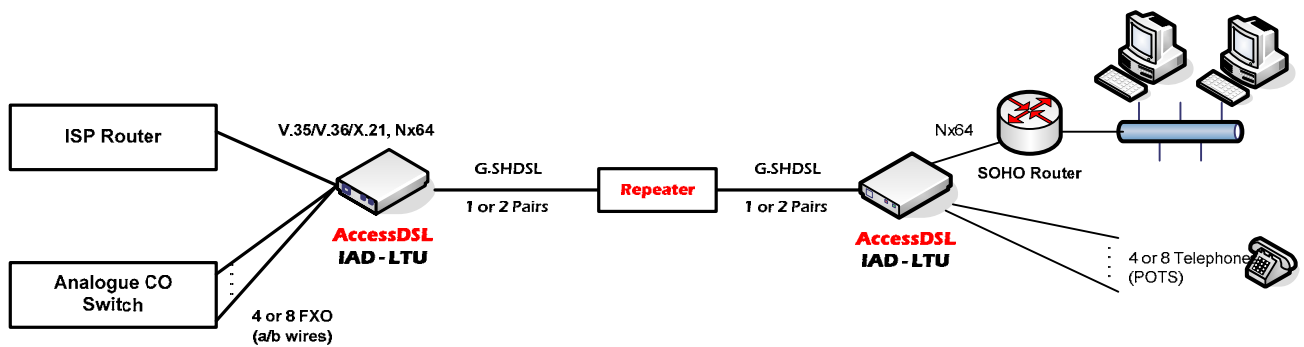 ISP Router
V.35/V.36/X.21, Nx64
AccessDSL
IAD - LTU
Analogue CO
Switch
4 or 8 FXO
(a/b wires)
G.SHDSL
1 or 2 Pairs
Repeater
G.SHDSL
1 or 2 Pairs
AccessDSL
IAD - LTU
Nx64
SOHO Router
4 or 8 Telephone
(POTS)